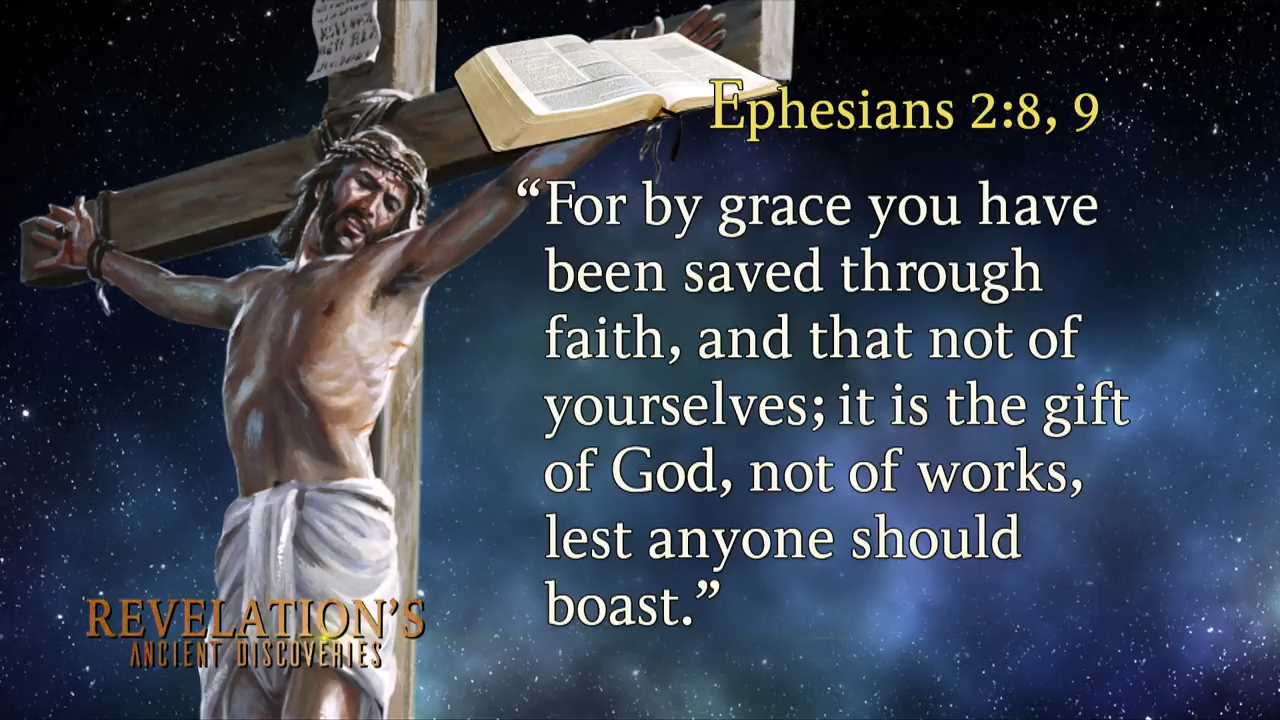 Ephesians 2:8, 9
“For by grace you have
been saved through
faith, and that not of
yourselves; it is the gift
of God, not of works,
lest anyone should
boast.”
REVELATION’S
ANCIENT DISCOVERIES